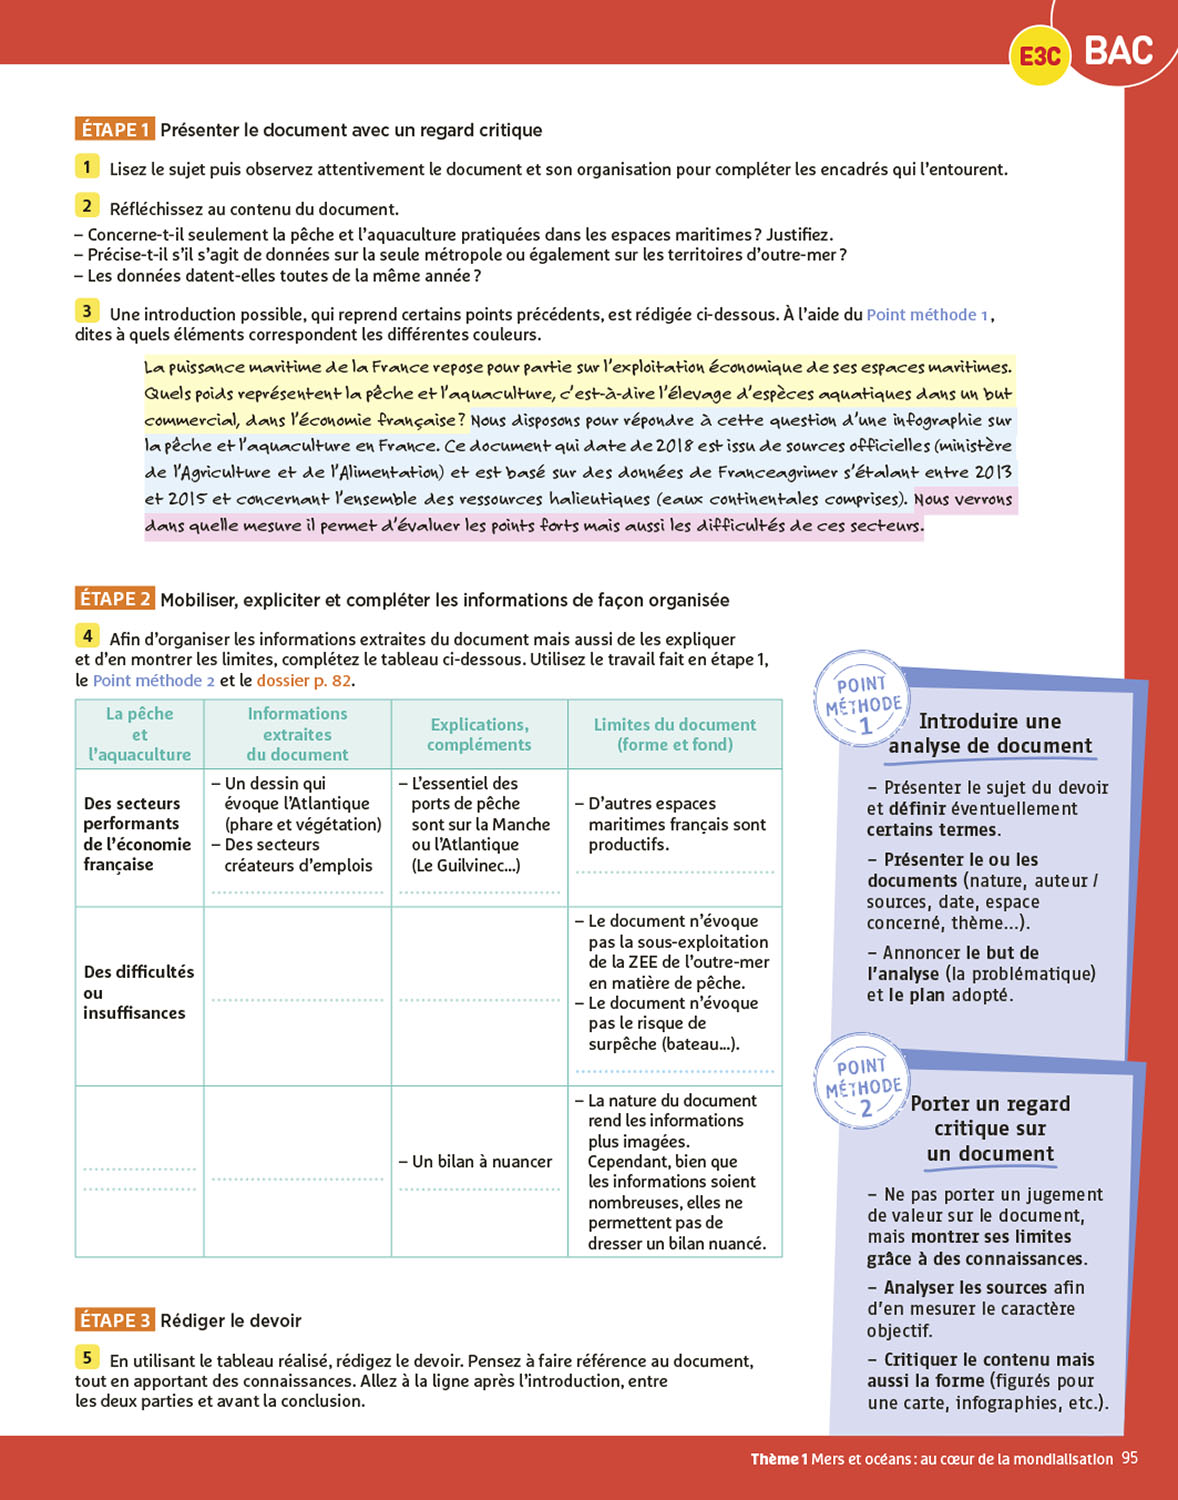 E3C BAC
ÉTAPE 1 Présenter le document avec un regard critique
1 Lisez le sujet puis observez attentivement le document et son organisation pour compléter les encadrés qui l'entourent.
2 Réfléchissez au contenu du document.
– Concerne-t-il seulement la pêche et l'aquaculture pratiquées dans les espaces maritimes ? Justifiez.
– Précise-t-il s'il s'agit de données sur la seule métropole ou également sur les territoires d'outre-mer ?
– Les données datent-elles toutes de la même année ?
3 Une introduction possible, qui reprend certains points précédents, est rédigée ci-dessous. À l'aide du Point méthode 1,
dites à quels éléments correspondent les différentes couleurs.
La puissance maritime de la France repose pour partie sur l'exploitation économique de ses espaces maritimes.
Quels poids représentent la pêche et l'aquaculture, c'est-à-dire l'élevage d'espèces aquatiques dans un but
commercial, dans l'économie française ? Nous disposons pour répondre à cette question d'une infographie sur
la pêche et l'aquaculture en France. Ce document qui date de 2018 est issu de sources officielles (ministère
de l'Agriculture et de l'Alimentation) et est basé sur des données de Franceagrimer s'étalant entre 2013
et 2015 et concernant l'ensemble des ressources halieutiques (eaux continentales comprises). Nous verrons
dans quelle mesure il permet d'évaluer les points forts mais aussi les difficultés de ces secteurs.
ÉTAPE 2 Mobiliser, expliciter et compléter les informations de façon organisée
4 Afin d'organiser les informations extraites du document mais aussi de les expliquer
et d'en montrer les limites, complétez le tableau ci-dessous. Utilisez le travail fait en étape 1,
le Point méthode 2 et le dossier p. 82.
La pêche
et
l'aquaculture
Informations
extraites
du document
Explications,
compléments
Limites du document
(forme et fond)
Des secteurs
performants
de l'économie
française
– Un dessin qui
évoque l'Atlantique
(phare et végétation)
– Des secteurs
créateurs d'emplois
– L'essentiel des
ports de pêche
sont sur la Manche
ou l'Atlantique
(Le Guilvinec...)
– D'autres espaces
maritimes français sont
productifs.
Des difficultés
ou
insuffisances
– Le document n'évoque
pas la sous-exploitation
de la ZEE de l'outre-mer
en matière de pêche.
– Le document n'évoque
pas le risque de
surpêche (bateau...).
– Un bilan à nuancer
– La nature du document
rend les informations
plus imagées.
Cependant, bien que
les informations soient
nombreuses, elles ne
permettent pas de
dresser un bilan nuancé.
ÉTAPE 3 Rédiger le devoir
5 En utilisant le tableau réalisé, rédigez le devoir. Pensez à faire référence au document,
tout en apportant des connaissances. Allez à la ligne après l'introduction, entre
les deux parties et avant la conclusion.
POINT
MÉTHODE
1
Introduire une
analyse de document
– Présenter le sujet du devoir
et définir éventuellement
certains termes.
– Présenter le ou les
documents (nature, auteur /
sources, date, espace
concerné, thème...).
– Annoncer le but de
l'analyse (la problématique)
et le plan adopté.
POINT
MÉTHODE
2
Porter un regard
critique sur
un document
– Ne pas porter un jugement
de valeur sur le document,
mais montrer ses limites
grâce à des connaissances.
– Analyser les sources afin
d'en mesurer le caractère
objectif.
– Critiquer le contenu mais
aussi la forme (figurés pour
une carte, infographies, etc.).
Thème 1 Mers et océans : au cœur de la mondialisation 95